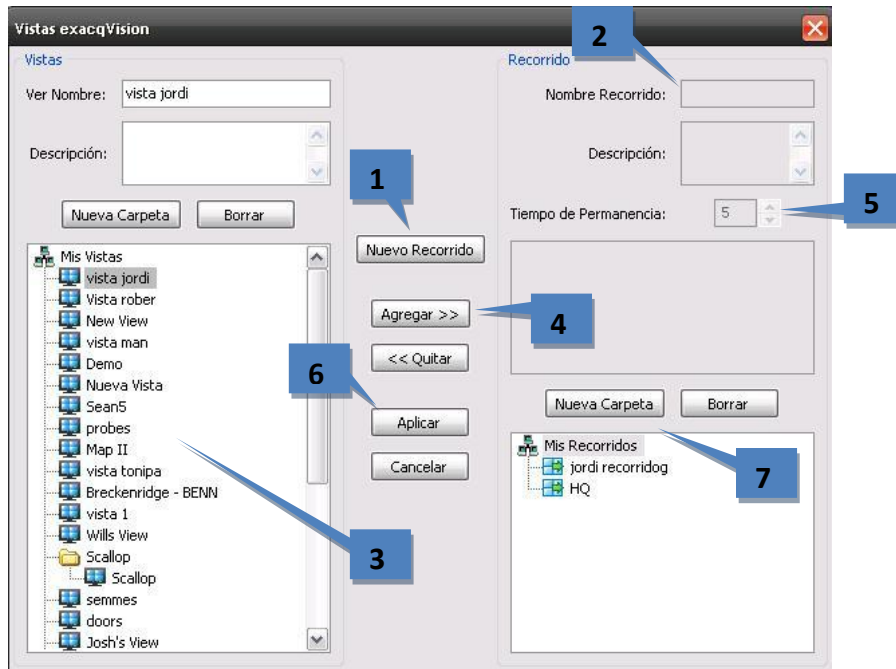 Vistas exacqVision
Vistas
Ver Nombre: vista jordi
Descripción:
Nueva Carpeta Borrar
Mis Vistas
vista jordi
Vista rober
New View
vista man
Demo
Nueva Vista
Sean5
probes
Map II
vista tonipa
Breckenridge - BENN
vista 1
Wills View
Scallop
Scallop
semmes
doors
Josh's View
1
Nuevo Recorrido
Agregar >>
4
<< Quitar
6
Aplicar
Cancelar
3
2
Recorrido
Nombre Recorrido:
Descripción:
Tiempo de Permanencia: 5
5
Nueva Carpeta Borrar
7
Mis Recorridos
jordi recorridog
HQ